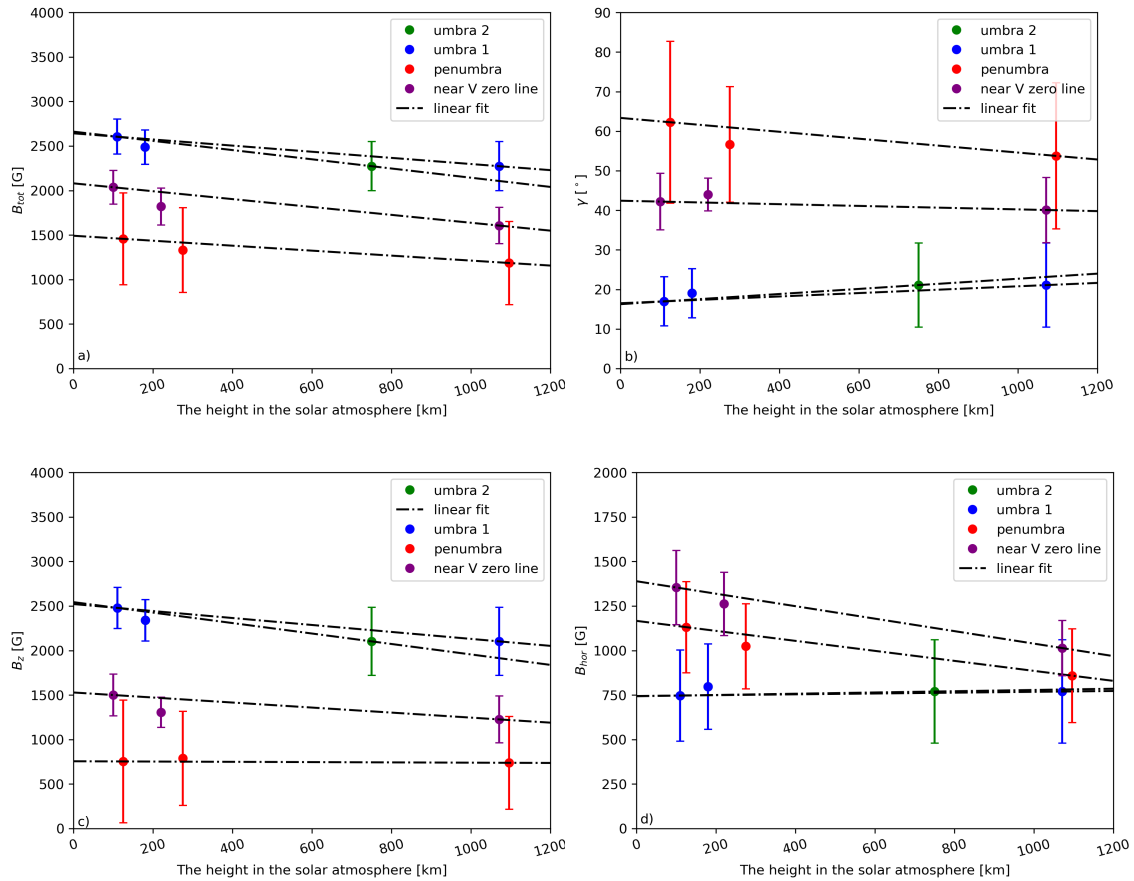 4000
3500
3000
2500
2000
1500
1000
500
0
B_tot [G]
umbra 2
umbra 1
penumbra
near V zero line
linear fit
a)
0 200 400 600 800 1000 1200
The height in the solar atmosphere [km]
90
80
70
60
50
40
30
20
10
0
γ [°]
umbra 2
umbra 1
penumbra
near V zero line
linear fit
b)
0 200 400 600 800 1000 1200
The height in the solar atmosphere [km]
4000
3500
3000
2500
2000
1500
1000
500
0
B_z [G]
umbra 2
linear fit
umbra 1
penumbra
near V zero line
c)
0 200 400 600 800 1000 1200
The height in the solar atmosphere [km]
2000
1750
1500
1250
1000
750
500
250
0
B_hor [G]
umbra 2
umbra 1
penumbra
near V zero line
linear fit
d)
0 200 400 600 800 1000 1200
The height in the solar atmosphere [km]